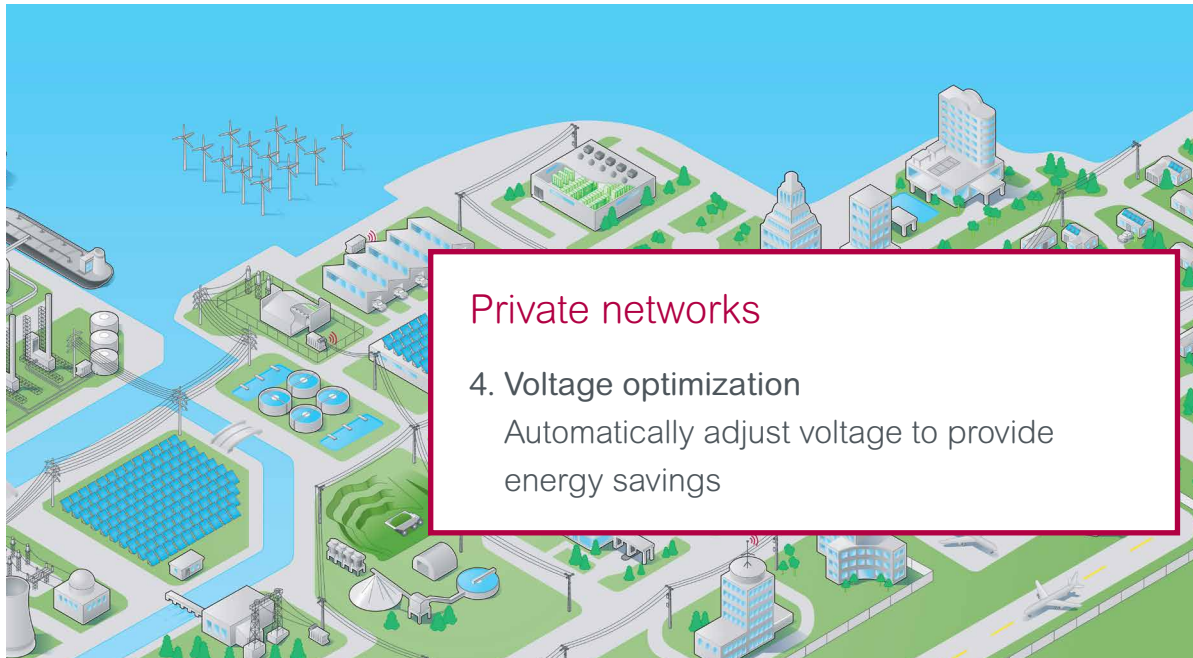 Private networks
4. Voltage optimization
Automatically adjust voltage to provide
energy savings